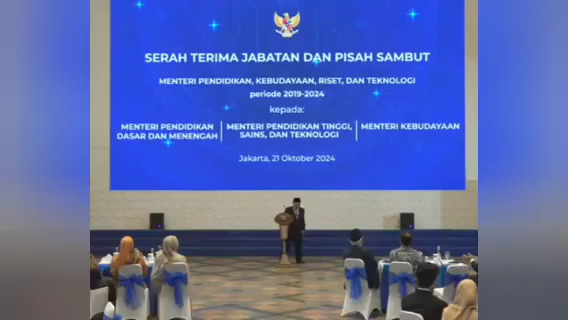 SERAH TERIMA JABATAN DAN PISAH SAMBUT
MENTERI PENDIDIKAN, KEBUDAYAAN, RISET, DAN TEKNOLOGI
periode 2019-2024
kepada:
MENTERI PENDIDIKAN
DASAR DAN MENENGAH
MENTERI PENDIDIKAN TINGGI,
SAINS, DAN TEKNOLOGI
MENTERI KEBUDAYAAN
Jakarta, 21 Oktober 2024